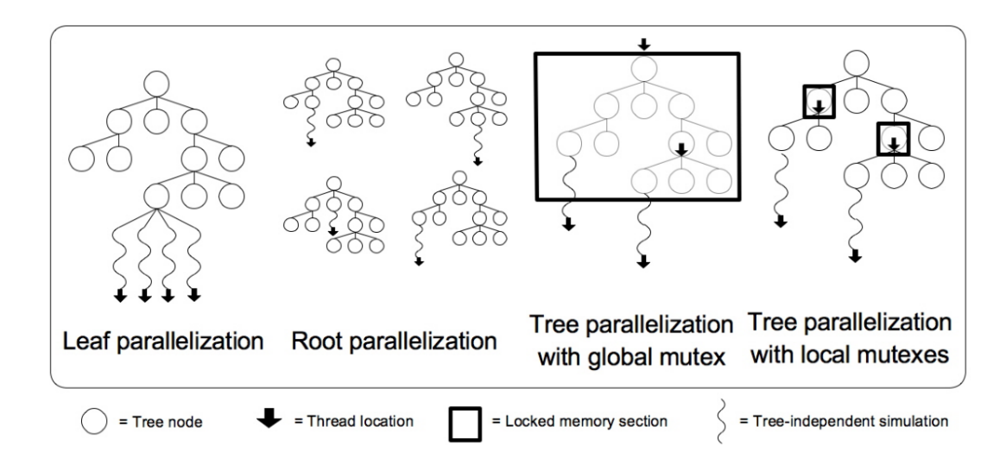 Leaf parallelization
Root parallelization
Tree parallelization
with global mutex
Tree parallelization
with local mutexes
= Tree node
= Thread location
= Locked memory section
= Tree-independent simulation